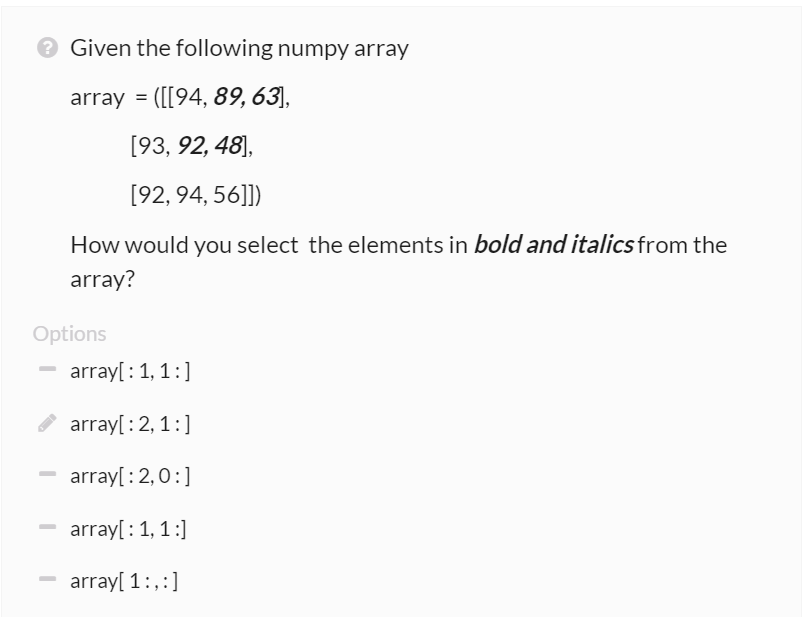 Given the following numpy array
array = ([[94, 89, 63],
[93, 92, 48],
[92, 94, 56]])
How would you select the elements in bold and italics from the
array?
Options
array[ : 1, 1 : ]
array[ : 2, 1 : ]
array[ : 2, 0 : ]
array[ : 1, 1 :]
array[ 1 : , : ]